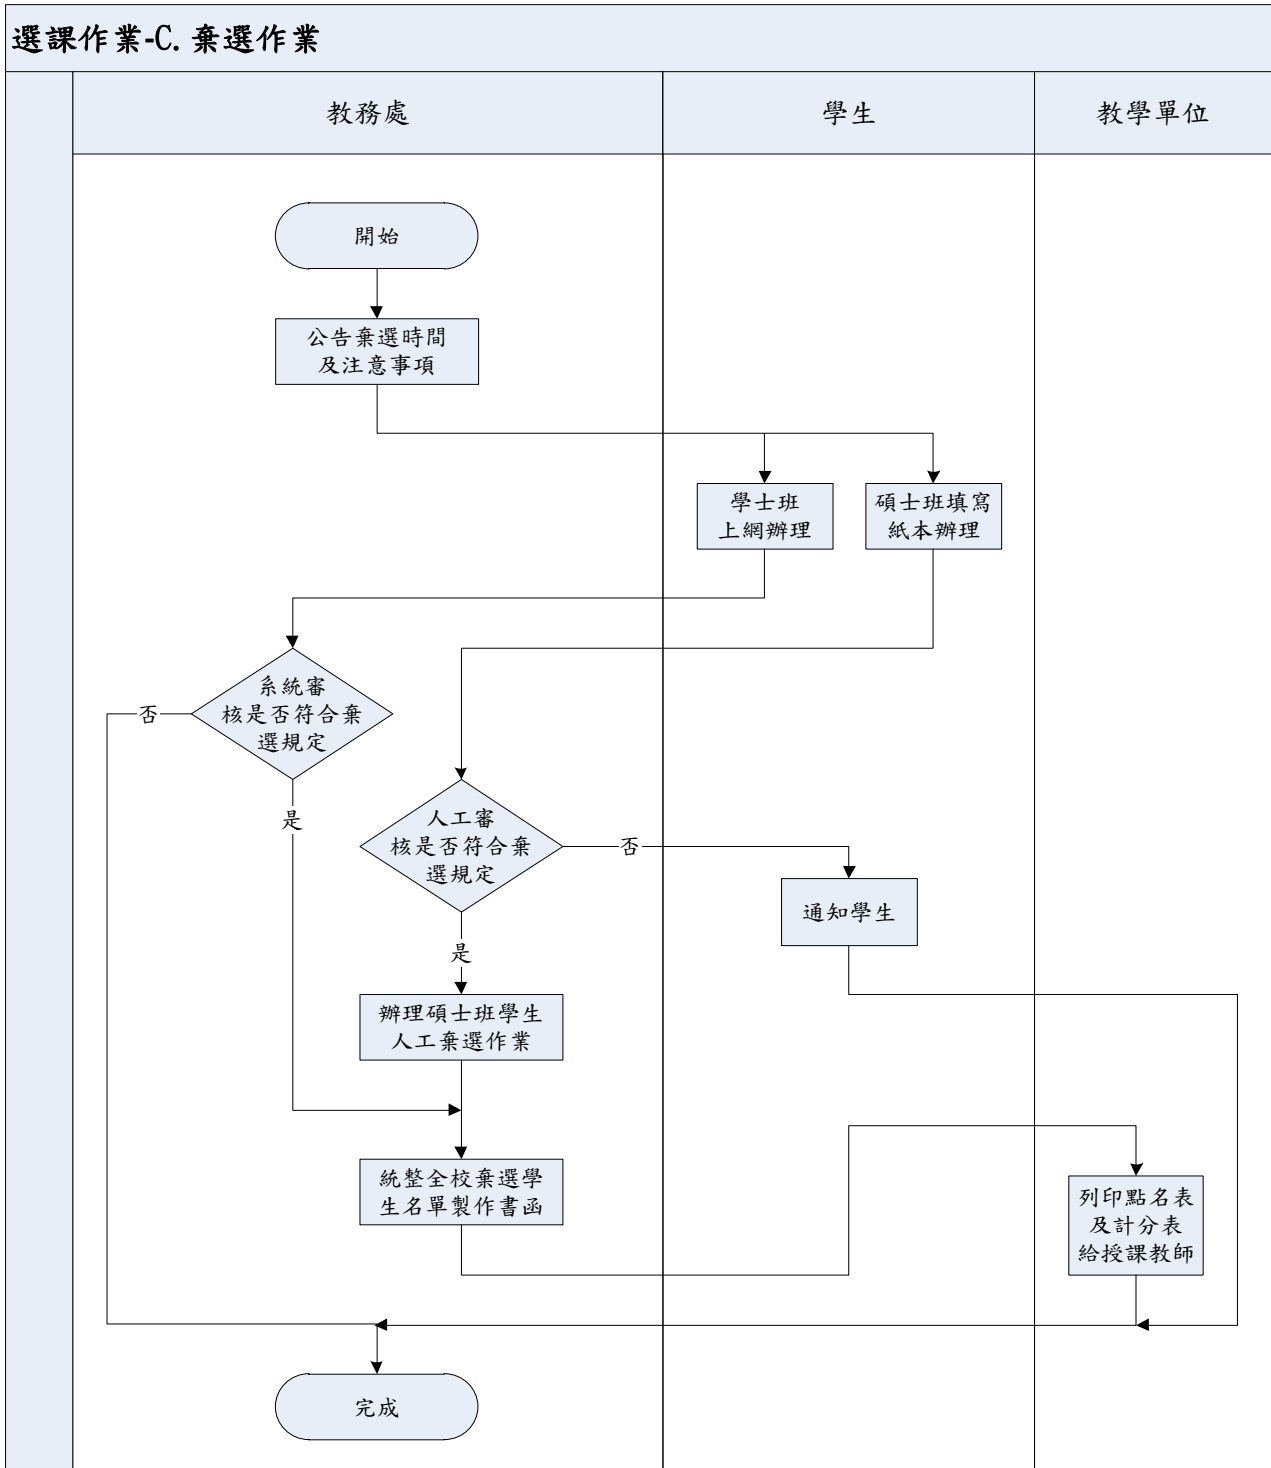 選課作業-C. 棄選作業
教務處
學生
教學單位
開始
公告棄選時間
及注意事項
學士班
上網辦理
碩士班填寫
紙本辦理
系統審
核是否符合棄
選規定
否
是
人工審
核是否符合棄
選規定
否
是
通知學生
辦理碩士班學生
人工棄選作業
統整全校棄選學
生名單製作書函
列印點名表
及計分表
給授課教師
完成